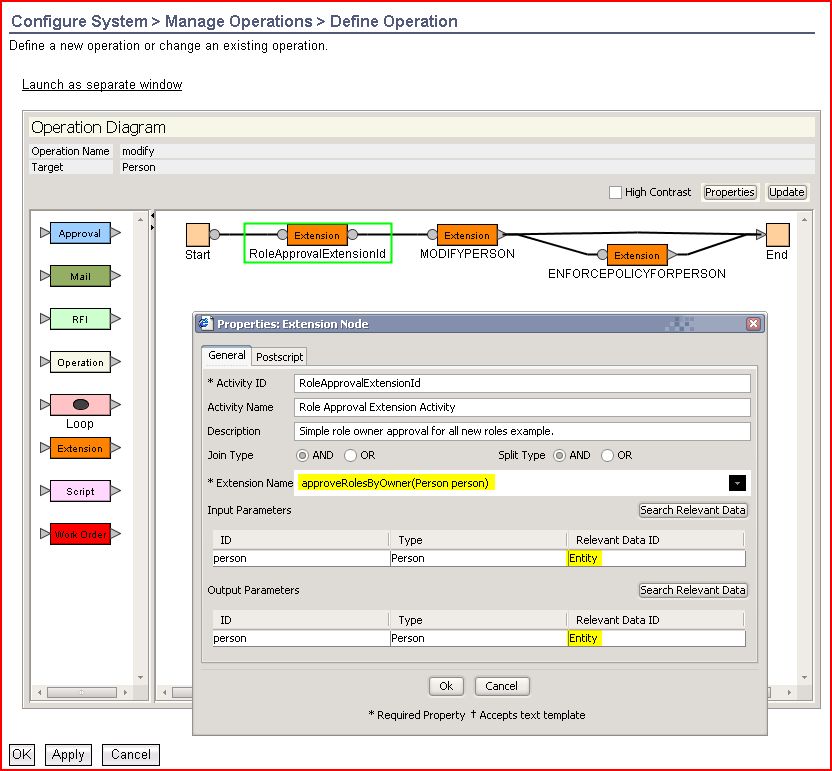 Configure System > Manage Operations > Define Operation
Define a new operation or change an existing operation.
Launch as separate window
Operation Diagram
Operation Name modify
Target Person
High Contrast Properties Update
Approval
Mail
RFI
Operation
Loop
Extension
Script
Work Order
Start
Extension
RoleApprovalExtensionId
Extension
MODIFYPERSON
Extension
ENFORCEPOLICYFORPERSON
End
Properties: Extension Node
General Postscript
* Activity ID RoleApprovalExtensionId
Activity Name Role Approval Extension Activity
Description Simple role owner approval for all new roles example.
Join Type AND OR Split Type AND OR
* Extension Name approveRolesByOwner(Person person)
Input Parameters Search Relevant Data
ID Type Relevant Data ID
person Person Entity
Output Parameters Search Relevant Data
ID Type Relevant Data ID
person Person Entity
Ok Cancel
* Required Property † Accepts text template
OK Apply Cancel